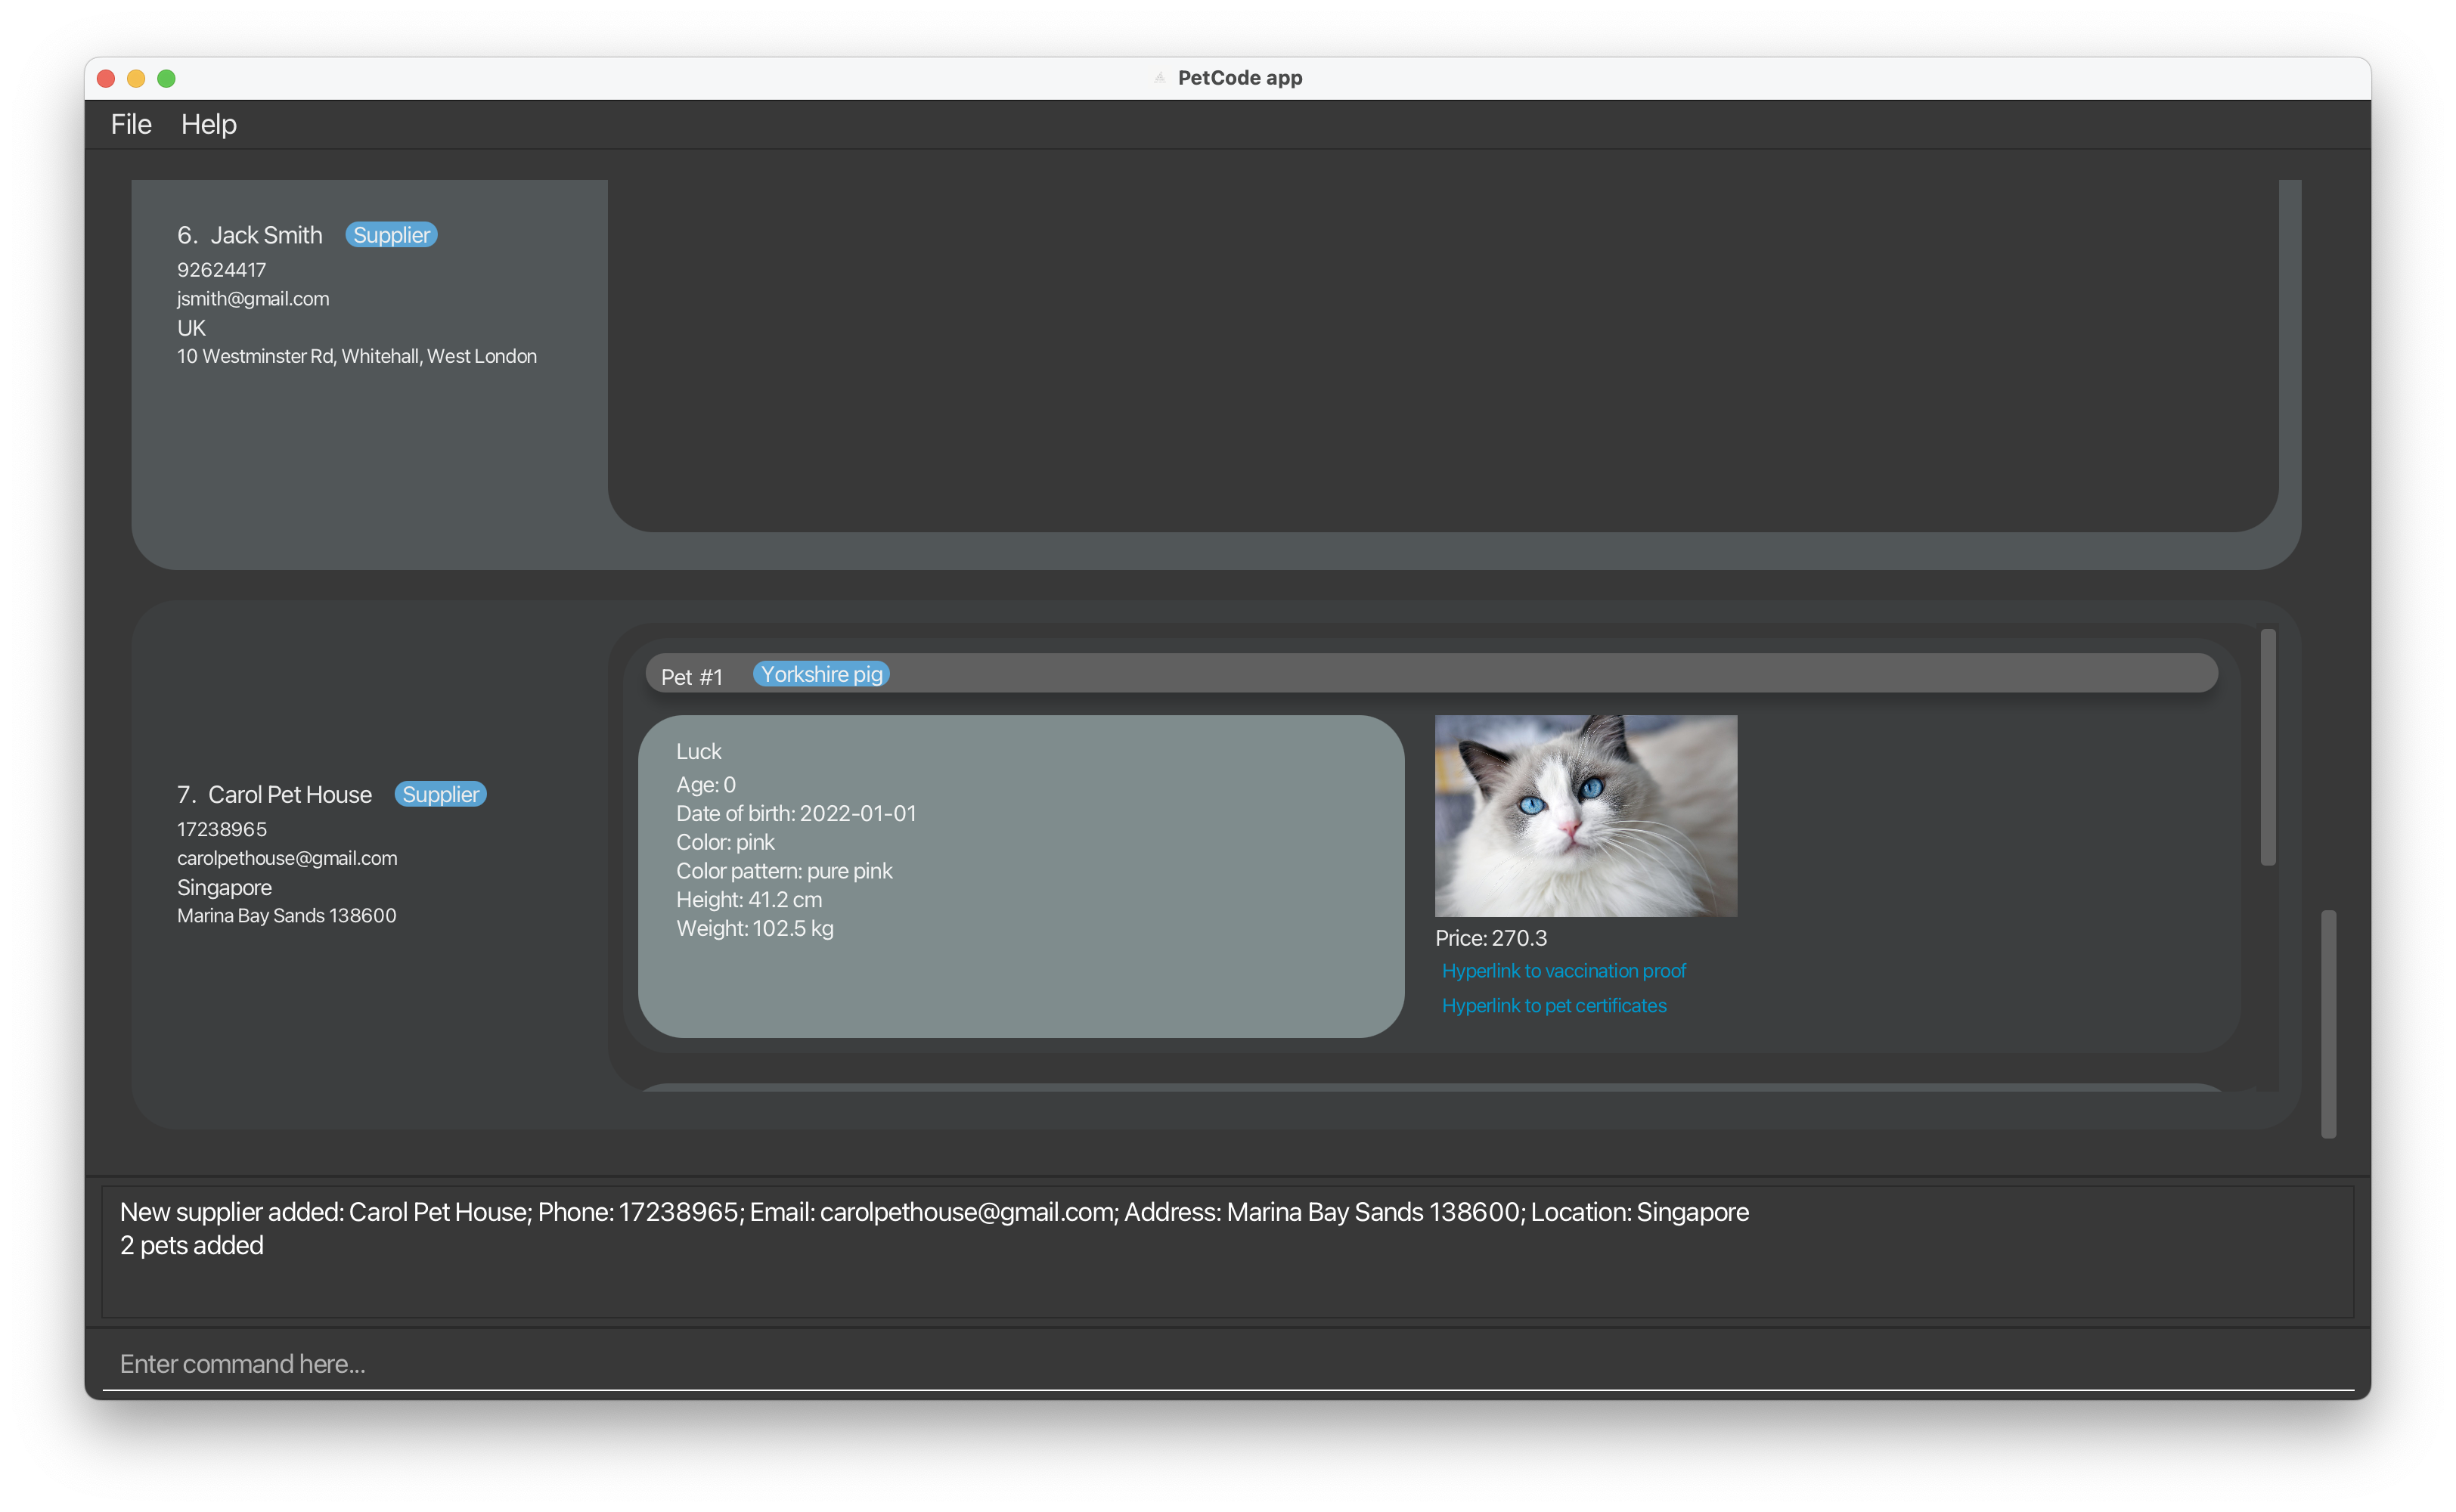 PetCode app
File Help
6. Jack Smith Supplier
92624417
jsmith@gmail.com
UK
10 Westminster Rd, Whitehall, West London
Pet #1 Yorkshire pig
7. Carol Pet House Supplier
17238965
carolpethouse@gmail.com
Singapore
Marina Bay Sands 138600
Luck
Age: 0
Date of birth: 2022-01-01
Color: pink
Color pattern: pure pink
Height: 41.2 cm
Weight: 102.5 kg
Price: 270.3
Hyperlink to vaccination proof
Hyperlink to pet certificates
New supplier added: Carol Pet House; Phone: 17238965; Email: carolpethouse@gmail.com; Address: Marina Bay Sands 138600; Location: Singapore
2 pets added
Enter command here...